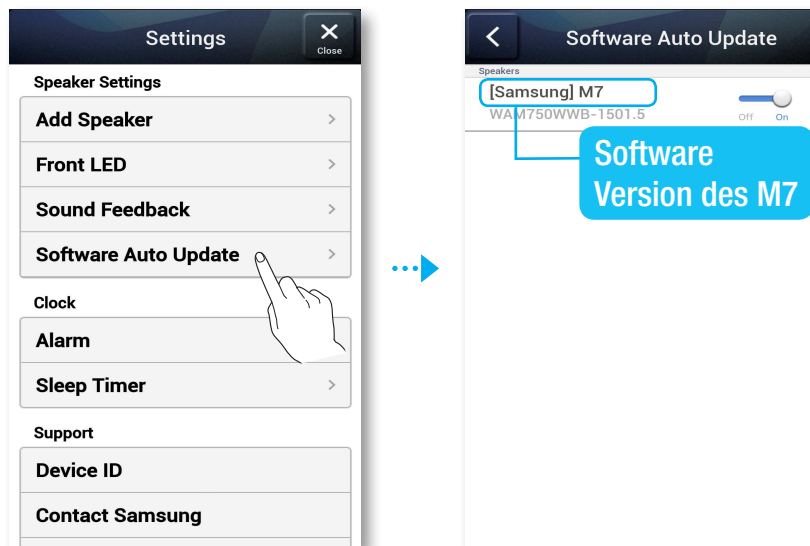 Settings
Close
Speaker Settings
Add Speaker
Front LED
Sound Feedback
Software Auto Update
Clock
Alarm
Sleep Timer
Support
Device ID
Contact Samsung
Software Auto Update
Speakers
[Samsung] M7
WAM750WWB-1501.5
Off On
Software
Version des M7